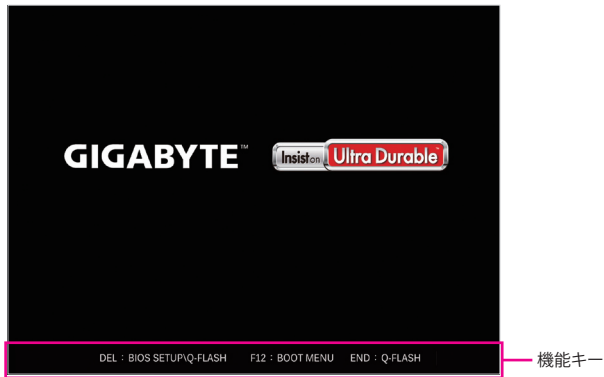 GIGABYTE™ Insist on Ultra Durable™
DEL : BIOS SETUP\Q-FLASH F12 : BOOT MENU END : Q-FLASH
機能キー